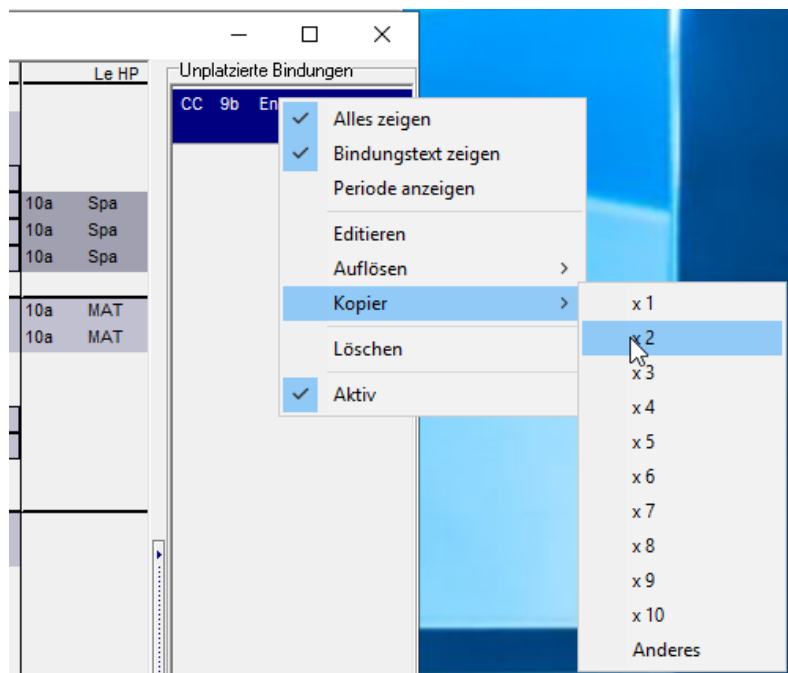 Le HP
Unplatzierte Bindungen
CC 9b En
10a Spa
10a Spa
10a Spa
10a MAT
10a MAT
Alles zeigen
Bindungstext zeigen
Periode anzeigen
Editieren
Auflösen
Kopier
Löschen
Aktiv
x 1
x 2
x 3
x 4
x 5
x 6
x 7
x 8
x 9
x 10
Anderes